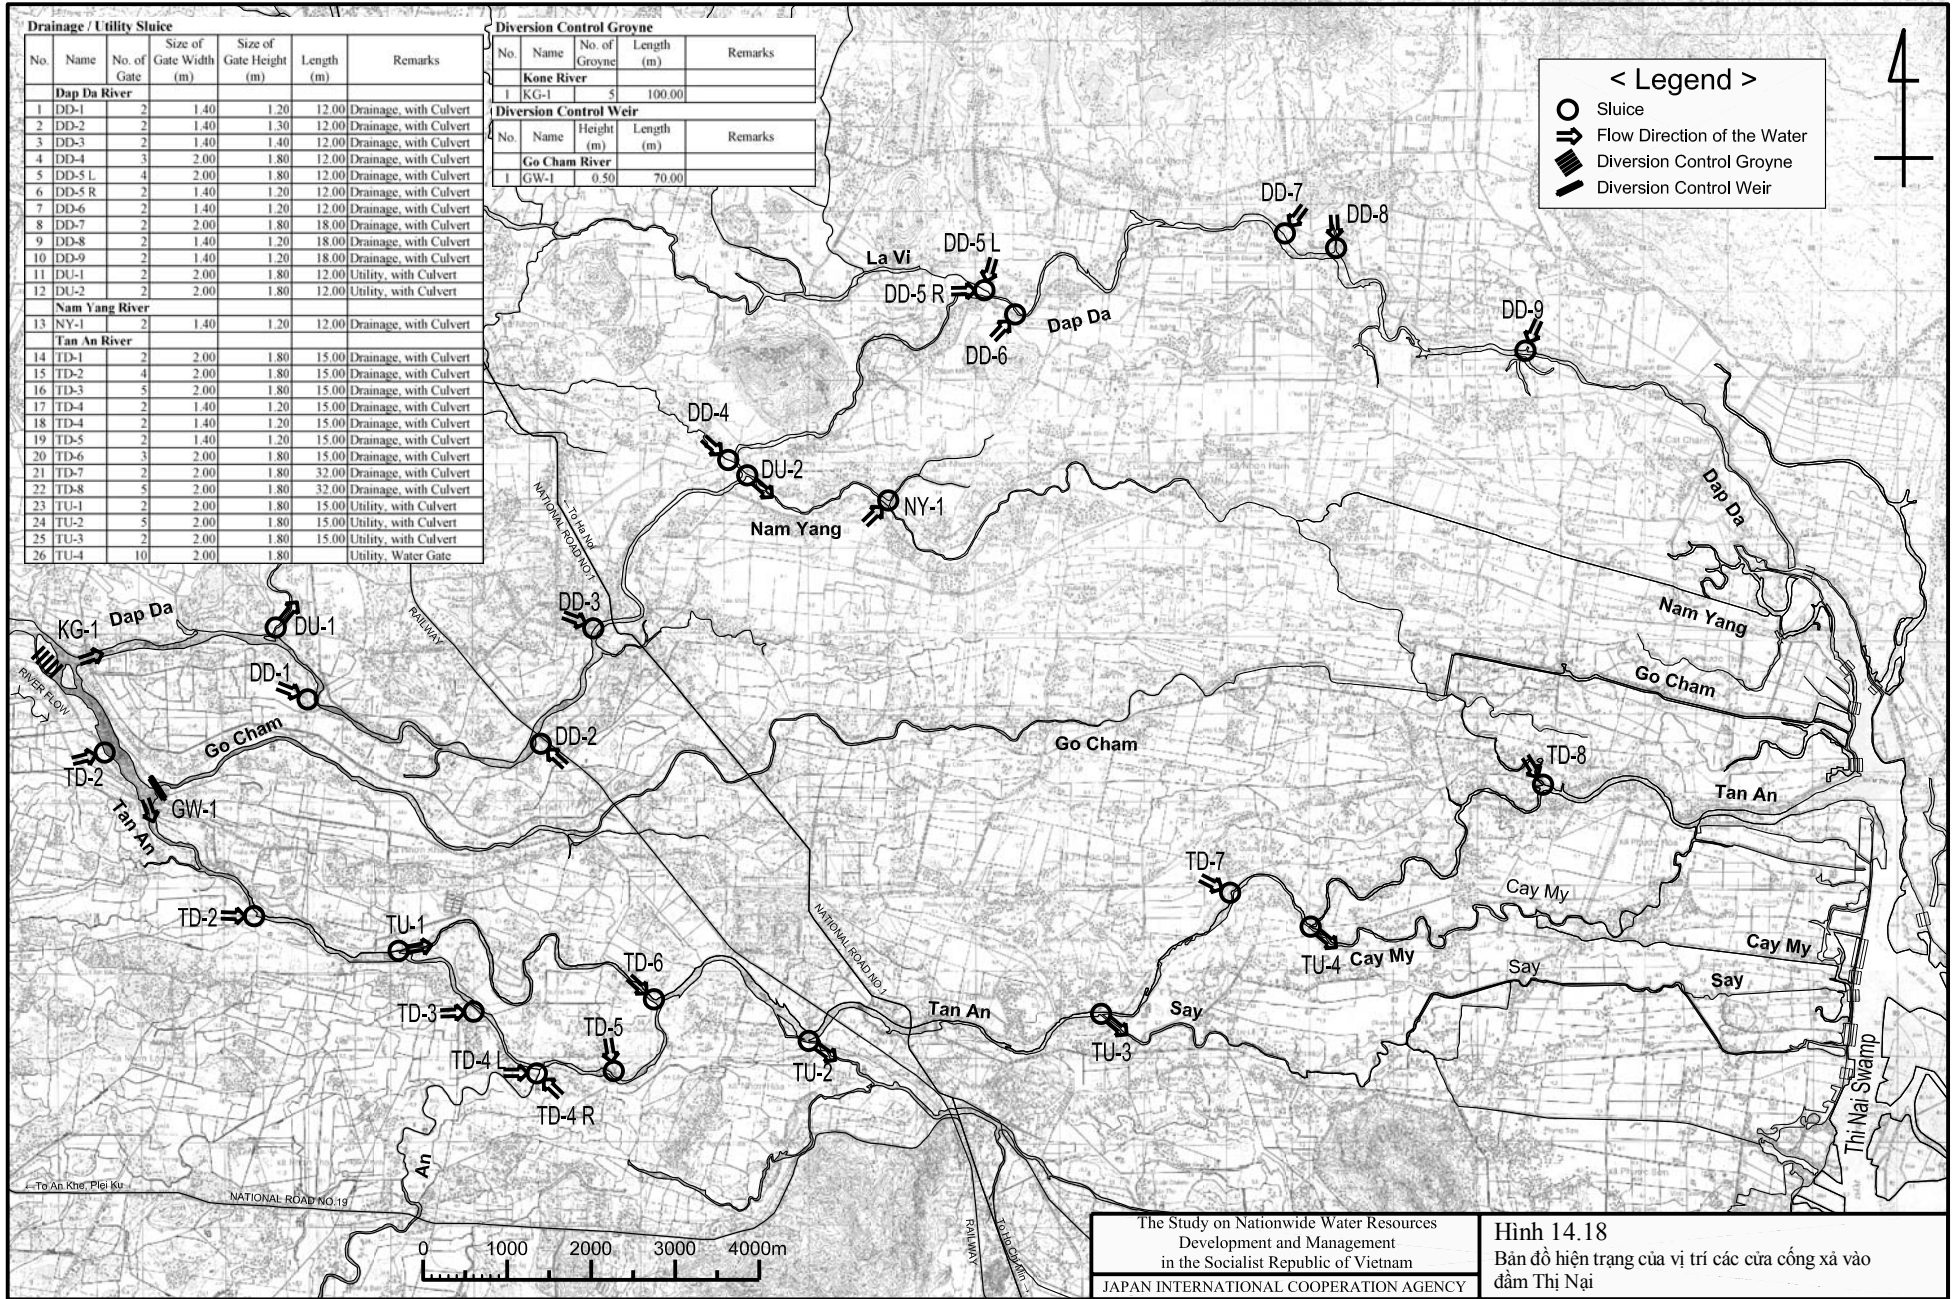 Drainage / Utility Sluice
No. Name No. of Gate Size of Gate Width (m) Size of Gate Height (m) Length (m) Remarks
Dap Da River
1 DD-1 2 1.40 1.20 12.00 Drainage, with Culvert
2 DD-2 2 1.40 1.30 12.00 Drainage, with Culvert
3 DD-3 2 1.40 1.40 12.00 Drainage, with Culvert
4 DD-4 3 2.00 1.80 12.00 Drainage, with Culvert
5 DD-5 L 4 2.00 1.80 12.00 Drainage, with Culvert
6 DD-5 R 2 1.40 1.20 12.00 Drainage, with Culvert
7 DD-6 2 1.40 1.20 12.00 Drainage, with Culvert
8 DD-7 2 2.00 1.80 18.00 Drainage, with Culvert
9 DD-8 2 1.40 1.20 18.00 Drainage, with Culvert
10 DD-9 2 1.40 1.20 18.00 Drainage, with Culvert
11 DU-1 2 2.00 1.80 12.00 Utility, with Culvert
12 DU-2 2 2.00 1.80 12.00 Utility, with Culvert
Nam Yang River
13 NY-1 2 1.40 1.20 12.00 Drainage, with Culvert
Tan An River
14 TD-1 2 2.00 1.80 15.00 Drainage, with Culvert
15 TD-2 4 2.00 1.80 15.00 Drainage, with Culvert
16 TD-3 5 2.00 1.80 15.00 Drainage, with Culvert
17 TD-4 2 1.40 1.20 15.00 Drainage, with Culvert
18 TD-4 2 1.40 1.20 15.00 Drainage, with Culvert
19 TD-5 2 1.40 1.20 15.00 Drainage, with Culvert
20 TD-6 3 2.00 1.80 15.00 Drainage, with Culvert
21 TD-7 2 2.00 1.80 32.00 Drainage, with Culvert
22 TD-8 5 2.00 1.80 32.00 Drainage, with Culvert
23 TU-1 2 2.00 1.80 15.00 Utility, with Culvert
24 TU-2 5 2.00 1.80 15.00 Utility, with Culvert
25 TU-3 2 2.00 1.80 15.00 Utility, with Culvert
26 TU-4 10 2.00 1.80 Utility, Water Gate
Diversion Control Groyne
No. Name No. of Groyne Length (m) Remarks
Kone River
1 KG-1 5 100.00
Diversion Control Weir
No. Name Height (m) Length (m) Remarks
Go Cham River
1 GW-1 0.50 70.00
< Legend >
Sluice
Flow Direction of the Water
Diversion Control Groyne
Diversion Control Weir
4
DD-7
DD-8
DD-5 L
La Vi
DD-5 R
Dap Da
DD-6
DD-9
DD-4
DU-2
NY-1
Nam Yang
Dap Da
NATIONAL ROAD NO.1
To Ha Noi
RAILWAY
DD-3
Dap Da
KG-1
DU-1
RIVER FLOW
DD-1
Nam Yang
Go Cham
Go Cham
DD-2
Go Cham
TD-2
GW-1
Tan An
TD-8
Tan An
TD-7
Cay My
TD-2
TU-1
NATIONAL ROAD NO.1
TU-4
Cay My
Cay My
TD-6
Say
Say
TD-3
TD-5
Tan An
Say
TU-3
TD-4 L
TU-2
TD-4 R
Thi Nai Swamp
An
To An Khe, Plei Ku
NATIONAL ROAD NO.19
RAILWAY
To Ho Chi Min
0 1000 2000 3000 4000m
The Study on Nationwide Water Resources
Development and Management
in the Socialist Republic of Vietnam
JAPAN INTERNATIONAL COOPERATION AGENCY
Hình 14.18
Bản đồ hiện trạng của vị trí các cửa cống xả vào
đầm Thị Nại